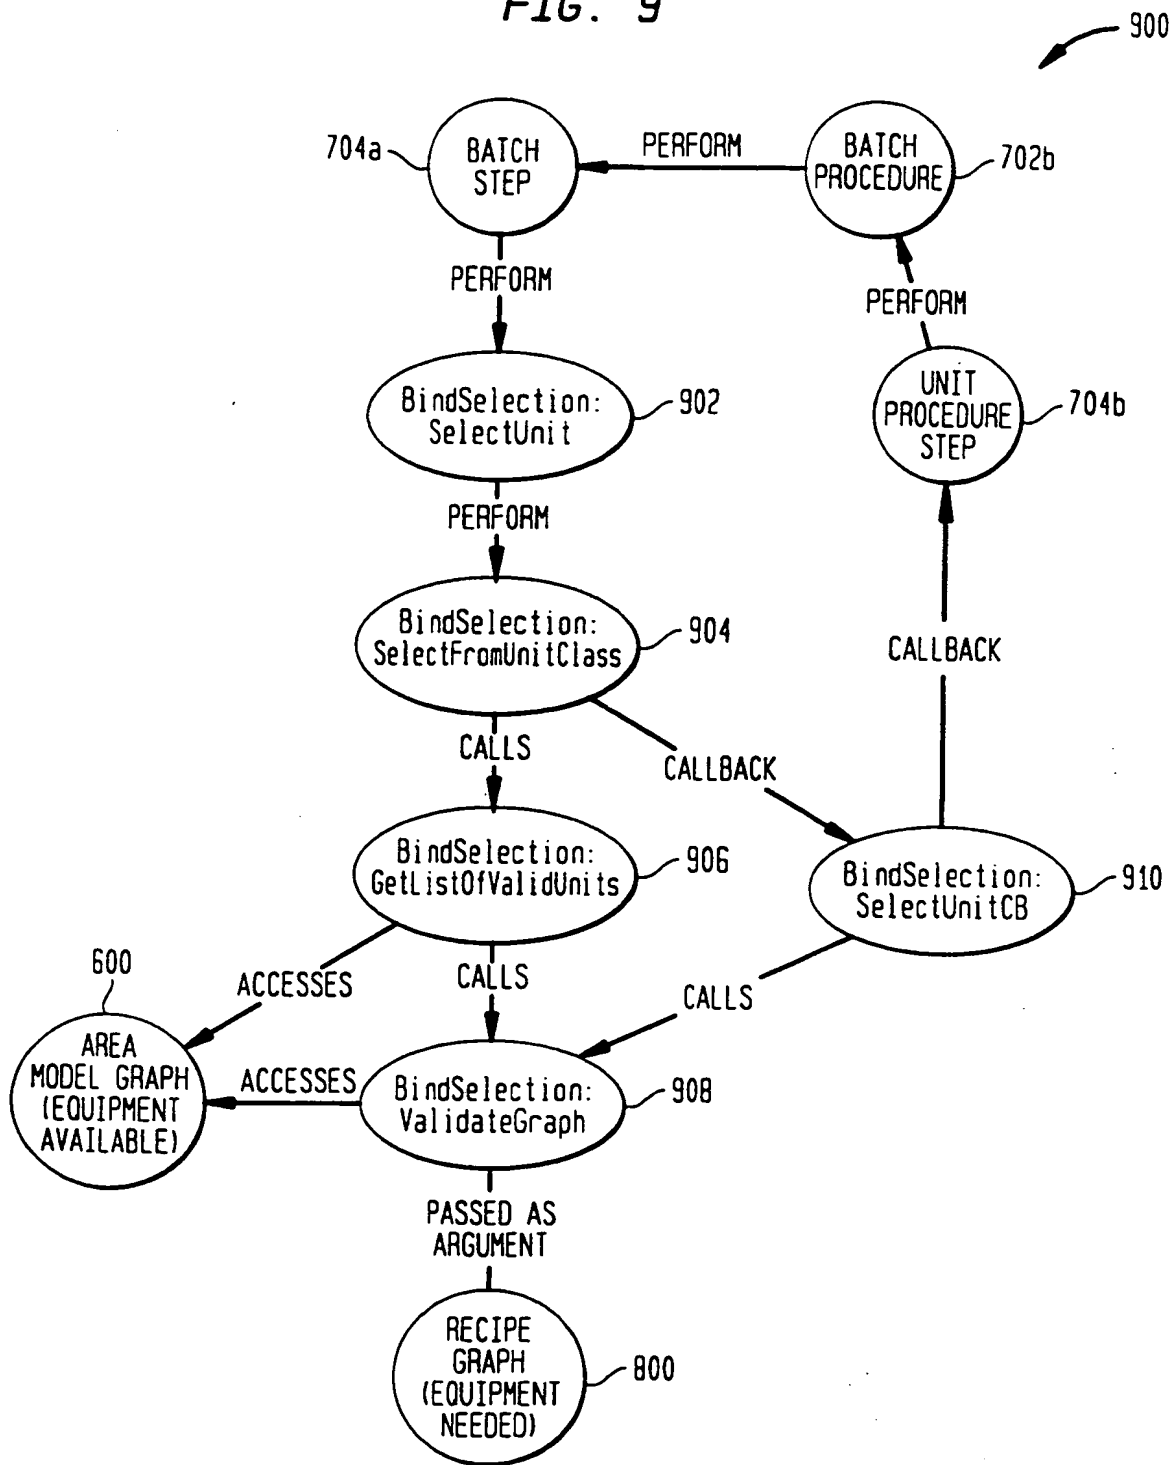 FIG. 9
900
704a
BATCH
STEP
PERFORM
BATCH
PROCEDURE
702b
PERFORM
PERFORM
BindSelection:
SelectUnit
902
UNIT
PROCEDURE
STEP
704b
PERFORM
BindSelection:
SelectFromUnitClass
904
CALLBACK
CALLS
CALLBACK
BindSelection:
GetListOfValidUnits
906
BindSelection:
SelectUnitCB
910
600
ACCESSES
CALLS
CALLS
AREA
MODEL GRAPH
(EQUIPMENT
AVAILABLE)
ACCESSES
BindSelection:
ValidateGraph
908
PASSED AS
ARGUMENT
RECIPE
GRAPH
(EQUIPMENT
NEEDED)
800